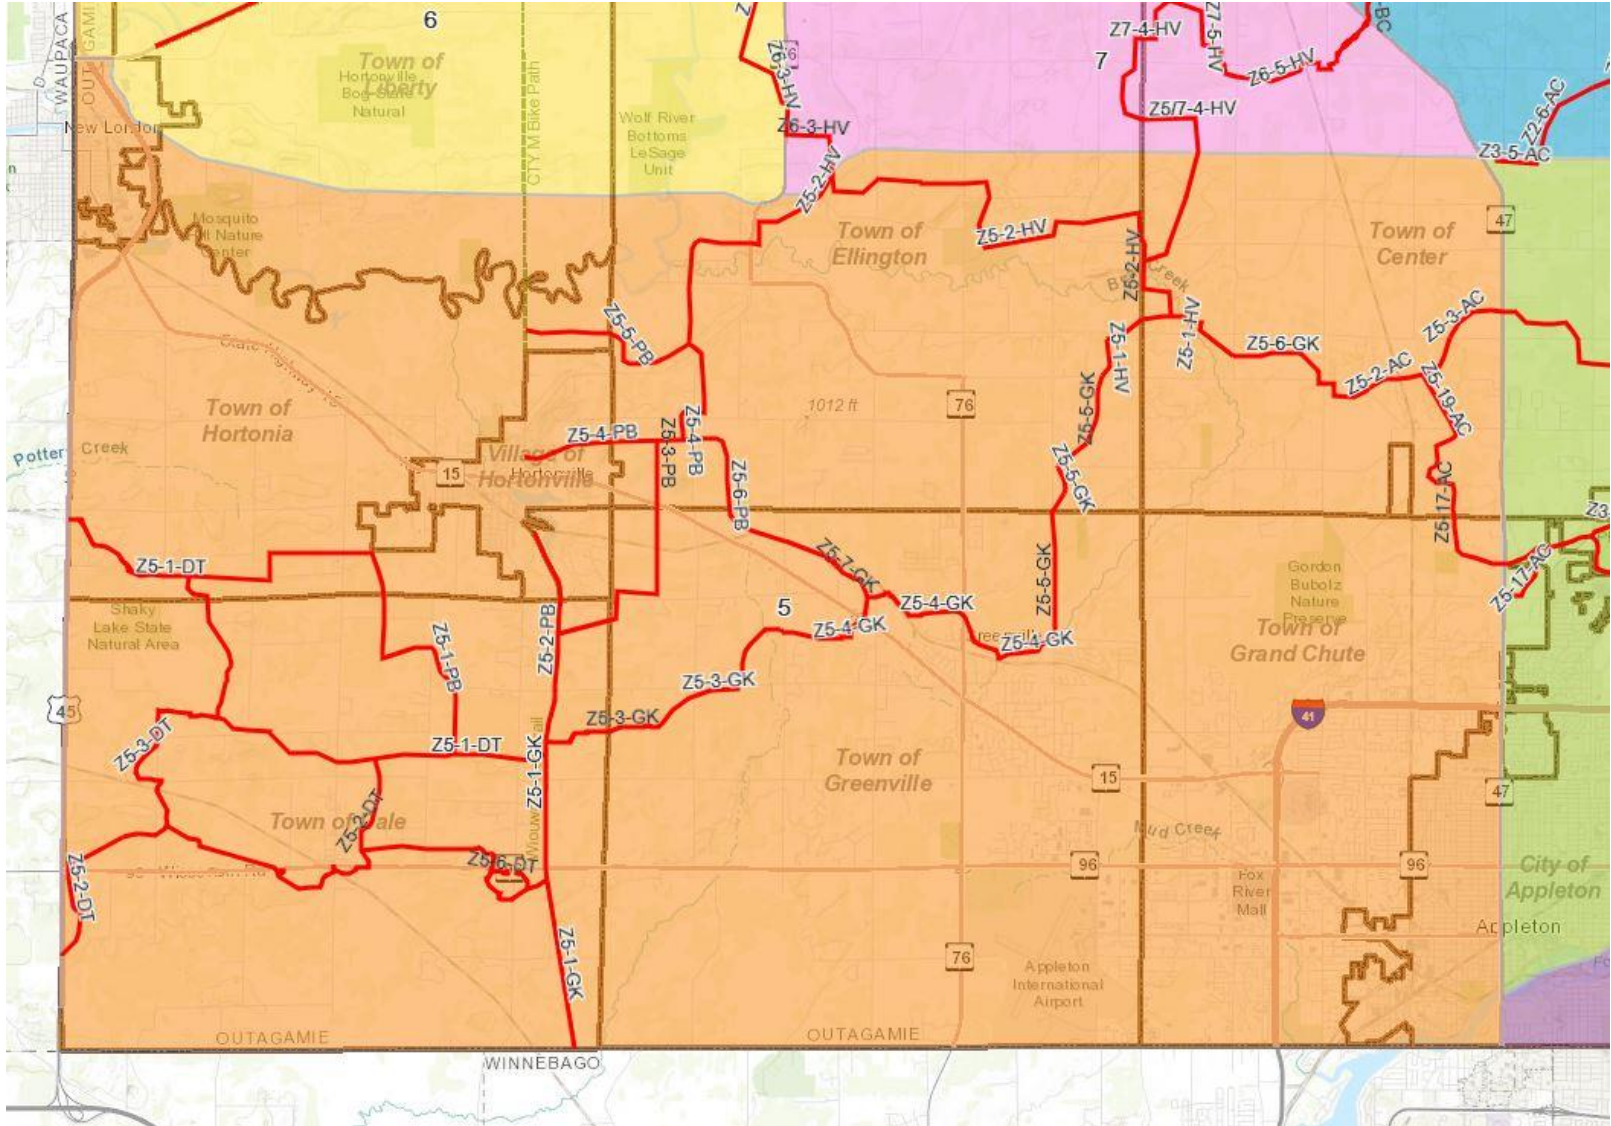 6
WAUPACA
OUTAGAMI
Town of
Liberty
Hortonville
Bog State
Natural
CTY M Bike Path
Wolf River
Bottoms
LeSage
Unit
Z6-3-HV
Z6-3-HV
Z5-2-HV
Z7-4-HV
7
Z7-5-HV
Z6-5-HV
Z5/7-4-HV
-BC
Z2-6-AC
Z3-5-AC
New London
Mosquito
Hill Nature
Center
Town of
Ellington
Z5-2-HV
Z5-2-HV
Creek
Town of
Center
47
Z5-5-PB
Z5-1-HV
Z5-1-HV
Z5-6-GK
Z5-3-AC
Z5-2-AC
Z5-19-AC
State Highway 15
Town of
Hortonia
1012 ft
76
Z5-5-GK
Potter Creek
Z5-4-PB
Z5-3-PB
Z5-4-PB
Village of
Hortonville
Hortonville
15
Z5-6-PB
Z5-5-GK
Z5-17-AC
Z3-
Z5-1-DT
Z5-7-GK
Z5-5-GK
Z5-17-AC
Gordon
Bubolz
Nature
Preserve
Shaky
Lake State
Natural Area
5
Z5-4-GK
Z5-4-GK
Z5-4-GK
Z5-2-PB
Z5-1-PB
Town of
Grand Chute
Z5-3-GK
Z5-3-GK
45
41
Z5-3-DT
Z5-1-DT
Z5-1-GK
Wiouwash Trail
Town of
Greenville
15
47
Town of Dale
Z5-2-DT
Mud Creek
Z5-6-DT
96
96
Z5-2-DT
Fox
River
Mall
City of
Appleton
Appleton
Z5-1-GK
76
Appleton
International
Airport
OUTAGAMIE
OUTAGAMIE
WINNEBAGO